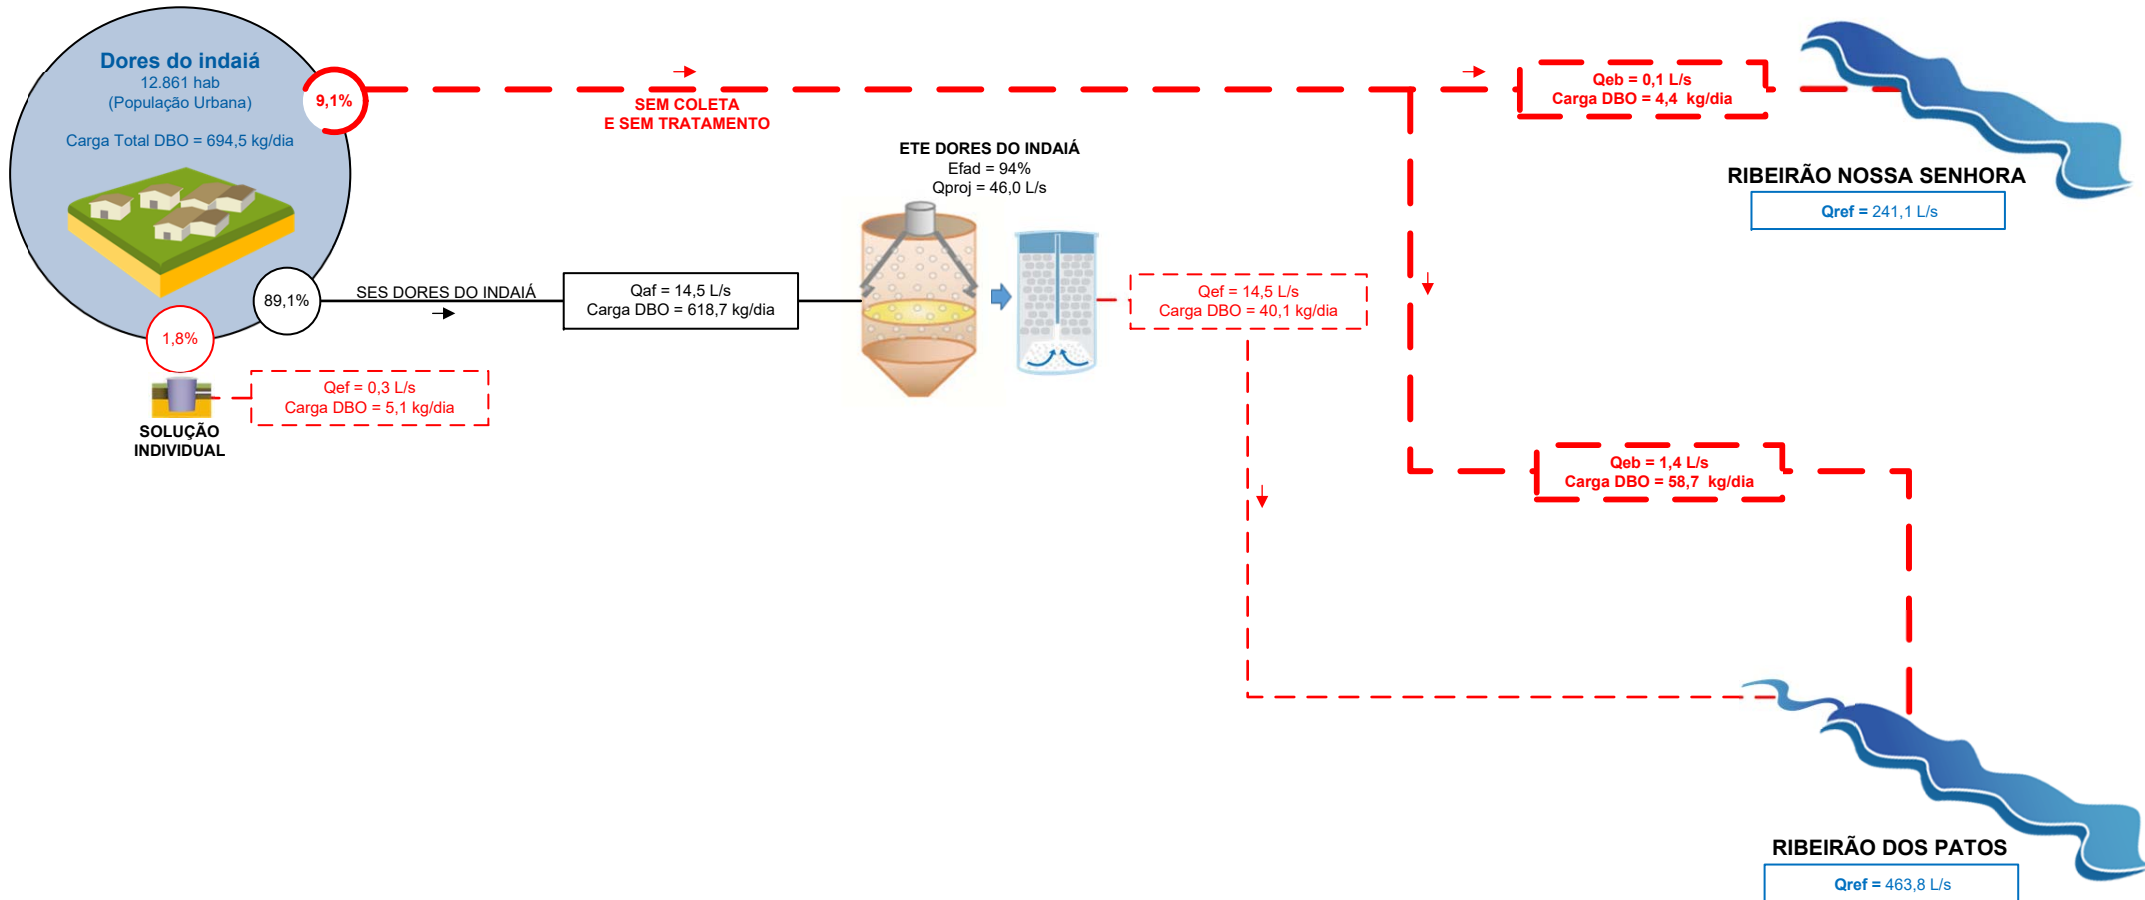 Dores do indaiá
12.861 hab
(População Urbana)
Carga Total DBO = 694,5 kg/dia
9,1%
SEM COLETA
E SEM TRATAMENTO
Qeb = 0,1 L/s
Carga DBO = 4,4 kg/dia
RIBEIRÃO NOSSA SENHORA
Qref = 241,1 L/s
ETE DORES DO INDAIÁ
Efad = 94%
Qproj = 46,0 L/s
89,1%
SES DORES DO INDAIÁ
Qaf = 14,5 L/s
Carga DBO = 618,7 kg/dia
Qef = 14,5 L/s
Carga DBO = 40,1 kg/dia
1,8%
Qef = 0,3 L/s
Carga DBO = 5,1 kg/dia
SOLUÇÃO
INDIVIDUAL
Qeb = 1,4 L/s
Carga DBO = 58,7 kg/dia
RIBEIRÃO DOS PATOS
Qref = 463,8 L/s